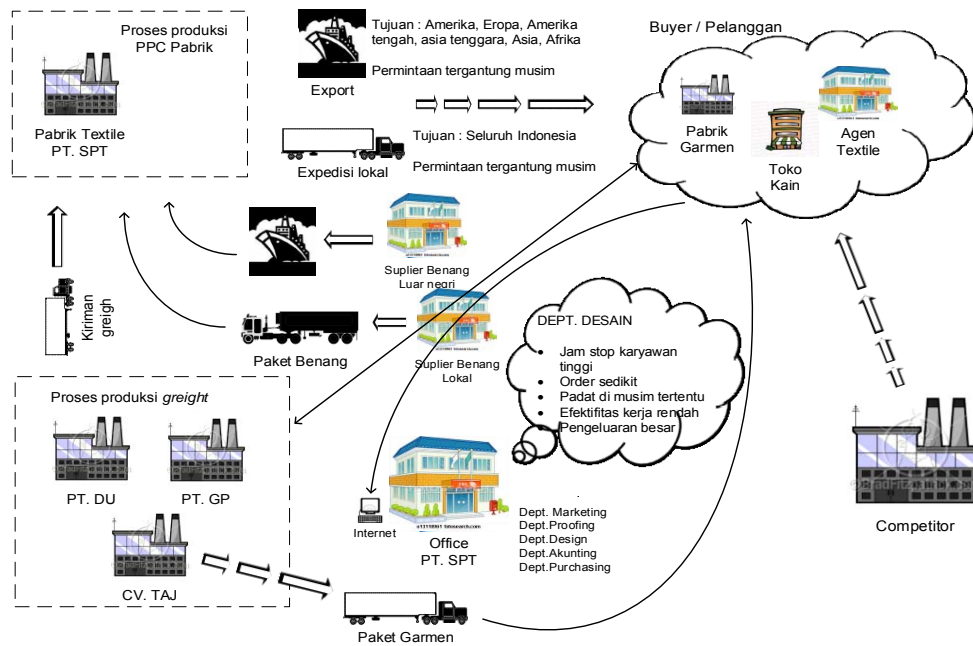 Proses produksi
PPC Pabrik
Pabrik Textile
PT. SPT
Tujuan : Amerika, Eropa, Amerika
tengah, asia tenggara, Asia, Afrika
Permintaan tergantung musim
Export
Tujuan : Seluruh Indonesia
Permintaan tergantung musim
Expedisi lokal
Buyer / Pelanggan
Pabrik
Garmen
Toko
Kain
Agen
Textile
Suplier Benang
Luar negri
Kiriman
greigh
Paket Benang
Suplier Benang
Lokal
DEPT. DESAIN
• Jam stop karyawan
tinggi
• Order sedikit
• Padat di musim tertentu
• Efektifitas kerja rendah
• Pengeluaran besar
Proses produksi greight
PT. DU
PT. GP
CV. TAJ
Internet
Office
PT. SPT
Dept. Marketing
Dept.Proofing
Dept.Design
Dept.Akunting
Dept.Purchasing
Competitor
Paket Garmen